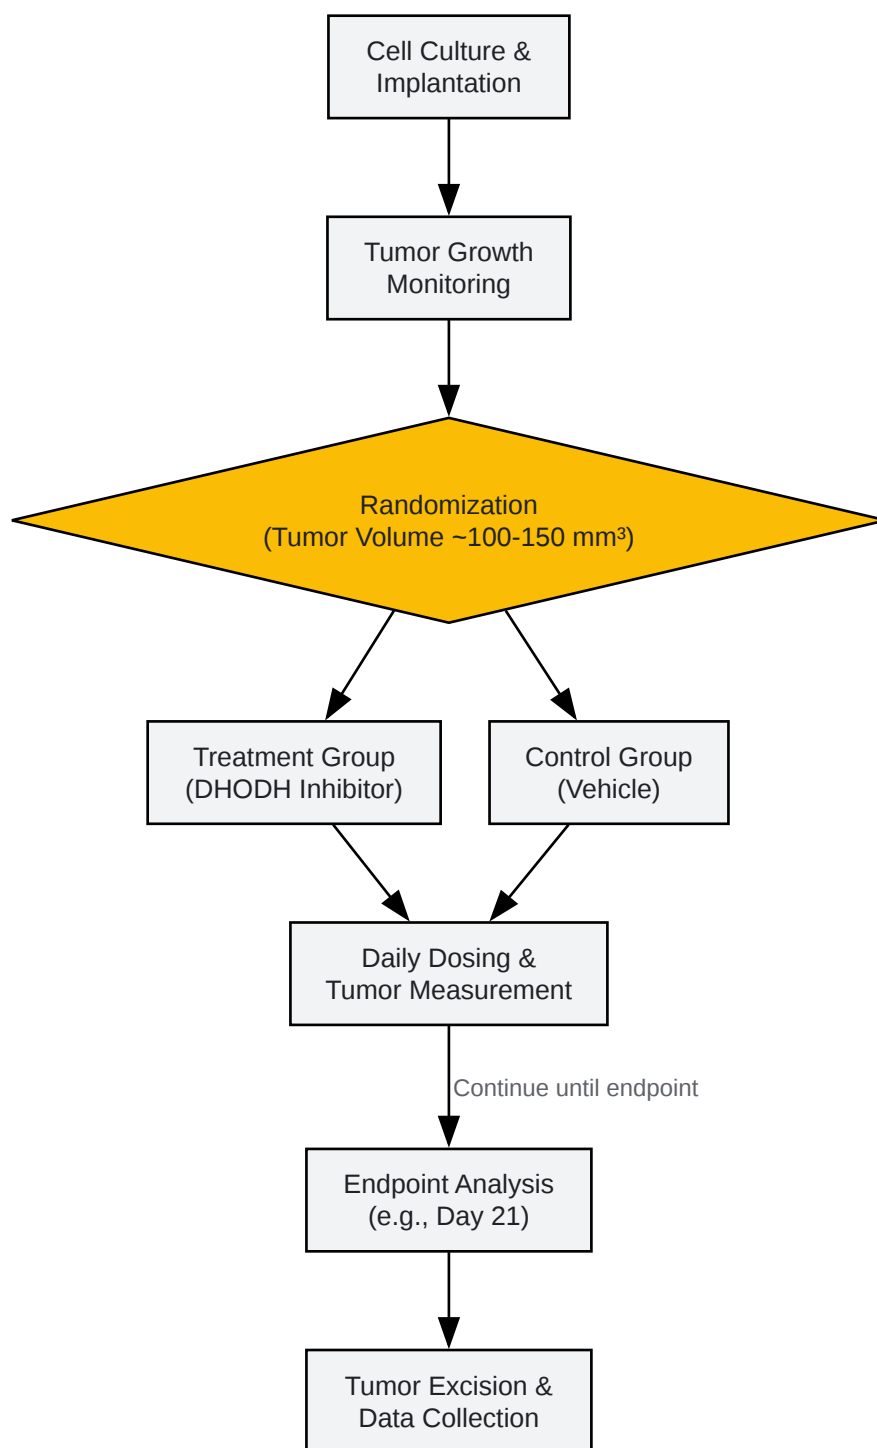 Cell Culture &
Implantation
Tumor Growth
Monitoring
Randomization
(Tumor Volume ~100-150 mm³)
Treatment Group
(DHODH Inhibitor)
Control Group
(Vehicle)
Daily Dosing &
Tumor Measurement
Continue until endpoint
Endpoint Analysis
(e.g., Day 21)
Tumor Excision &
Data Collection